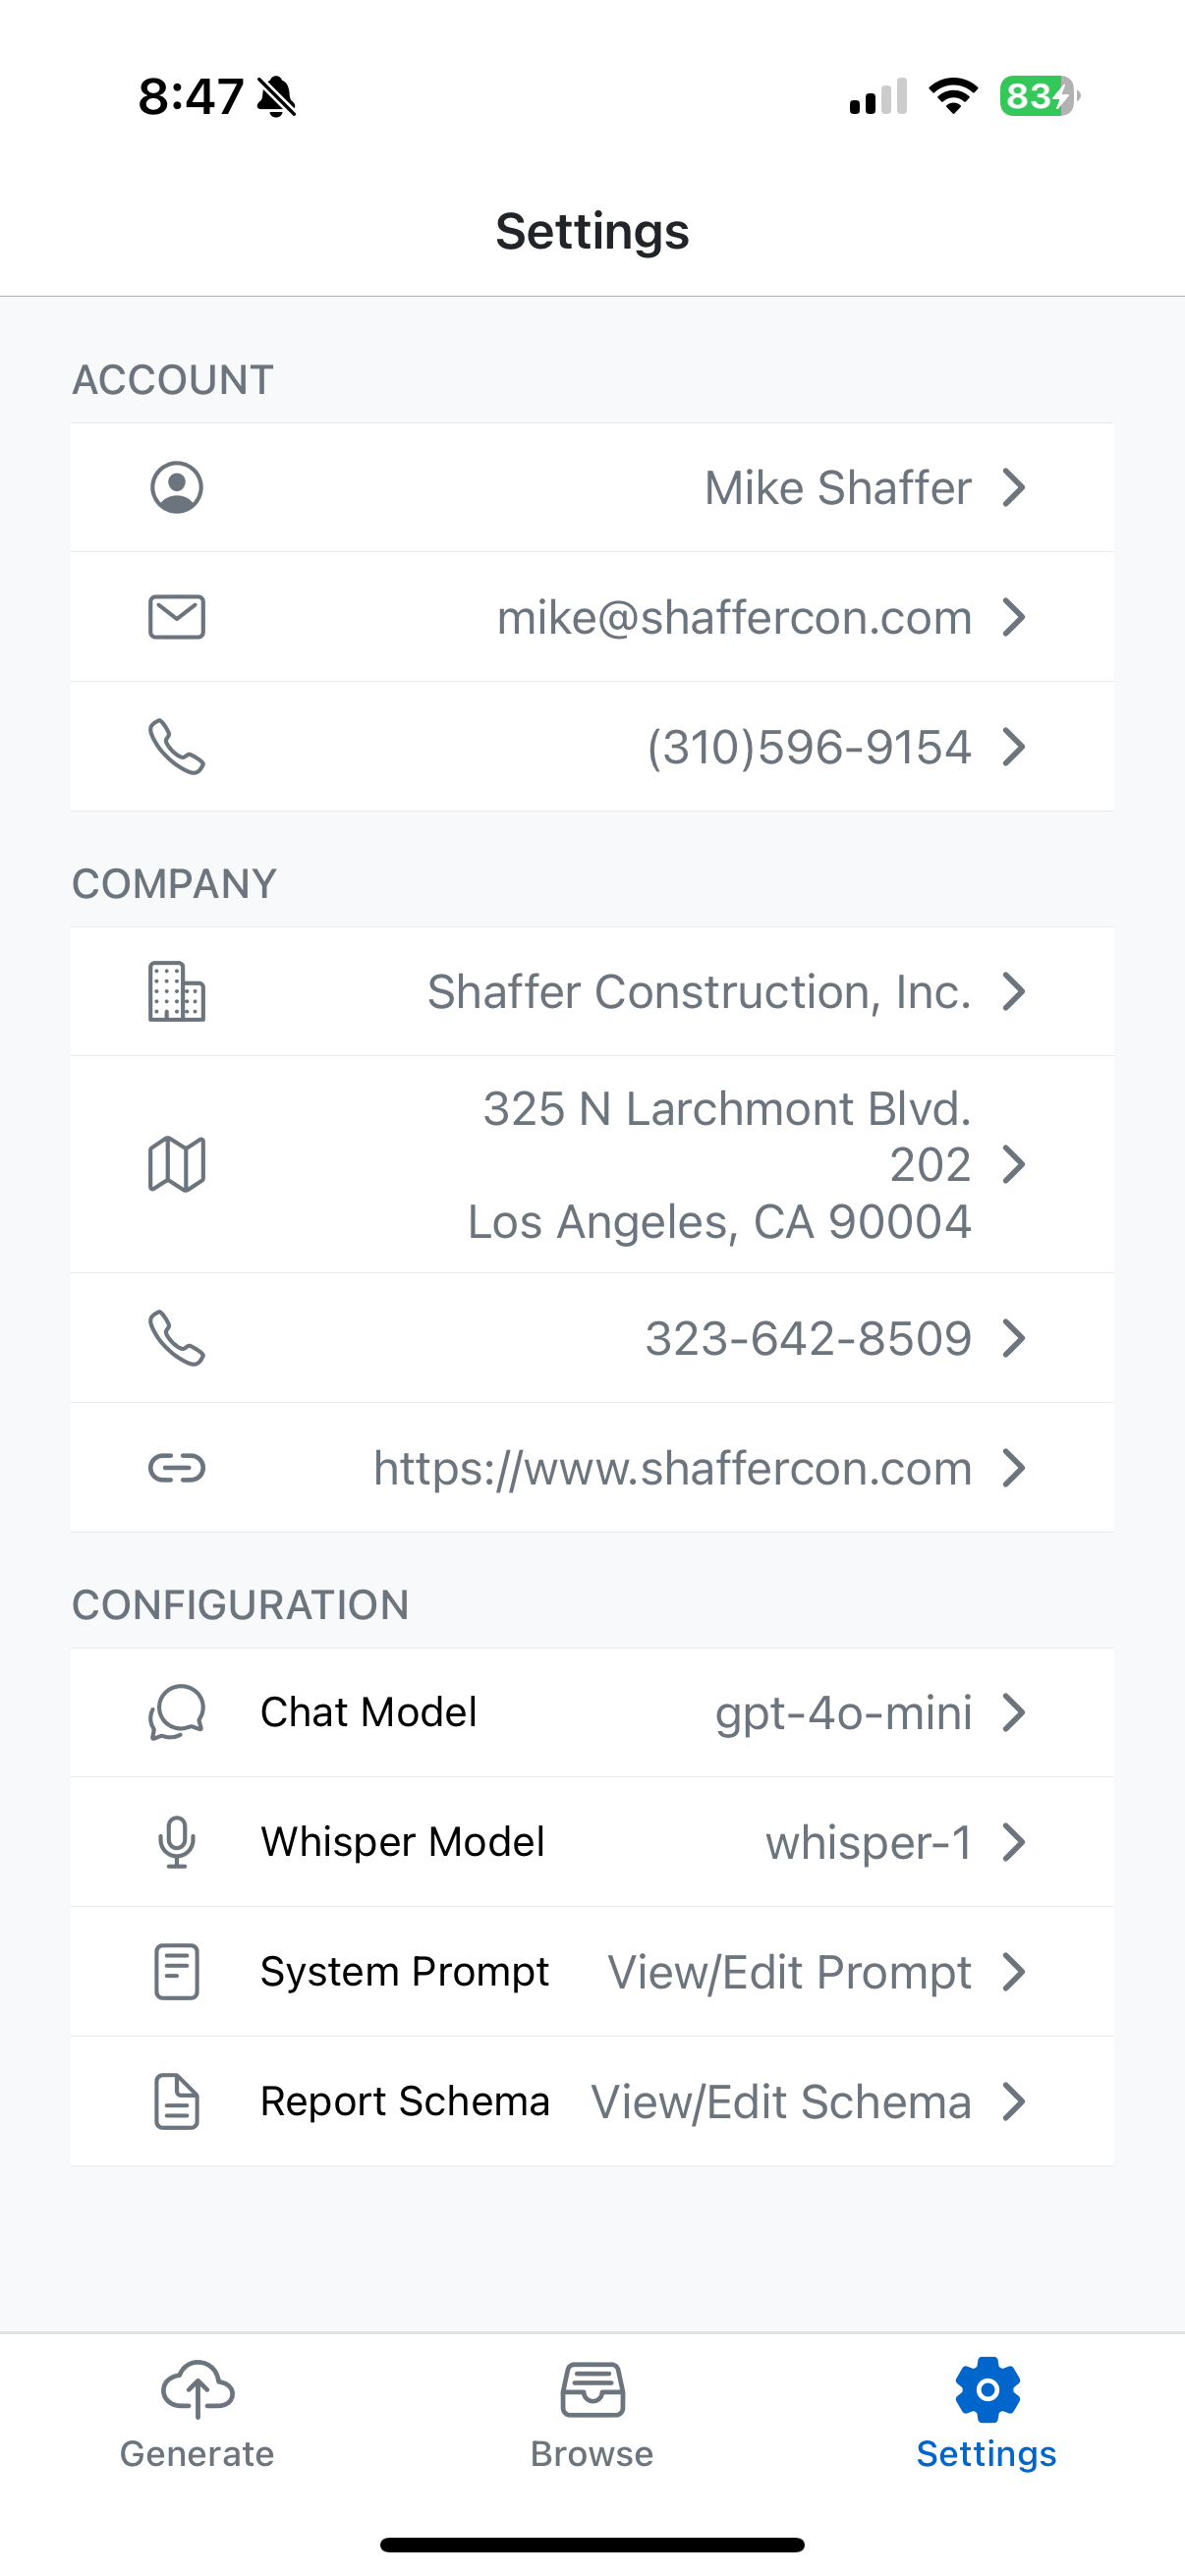 8:47
83
Settings
ACCOUNT
Mike Shaffer
mike@shaffercon.com
(310)596-9154
COMPANY
Shaffer Construction, Inc.
325 N Larchmont Blvd.
202
Los Angeles, CA 90004
323-642-8509
https://www.shaffercon.com
CONFIGURATION
Chat Model gpt-4o-mini
Whisper Model whisper-1
System Prompt View/Edit Prompt
Report Schema View/Edit Schema
Generate Browse Settings